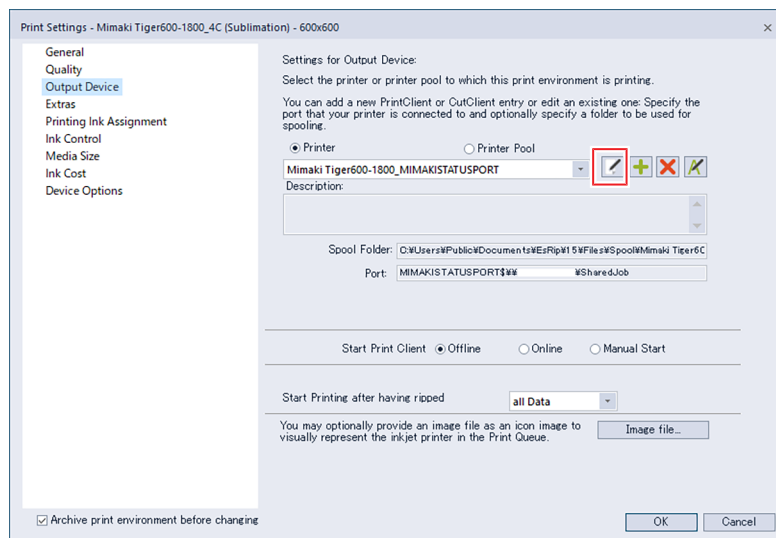 Print Settings - Mimaki Tiger600-1800_4C (Sublimation) - 600x600
General
Quality
Output Device
Extras
Printing Ink Assignment
Ink Control
Media Size
Ink Cost
Device Options
Settings for Output Device:
Select the printer or printer pool to which this print environment is printing.
You can add a new PrintClient or CutClient entry or edit an existing one: Specify the
port that your printer is connected to and optionally specify a folder to be used for
spooling.
Printer
Printer Pool
Mimaki Tiger600-1800_MIMAKISTATUSPORT
Description:
Spool Folder: C:¥Users¥Public¥Documents¥EsRip¥15¥Files¥Spool¥Mimaki Tiger60
Port: MIMAKISTATUSPORT$¥¥ ¥SharedJob
Start Print Client Offline Online Manual Start
Start Printing after having ripped all Data
You may optionally provide an image file as an icon image to
visually represent the inkjet printer in the Print Queue.
Image file...
Archive print environment before changing
OK Cancel